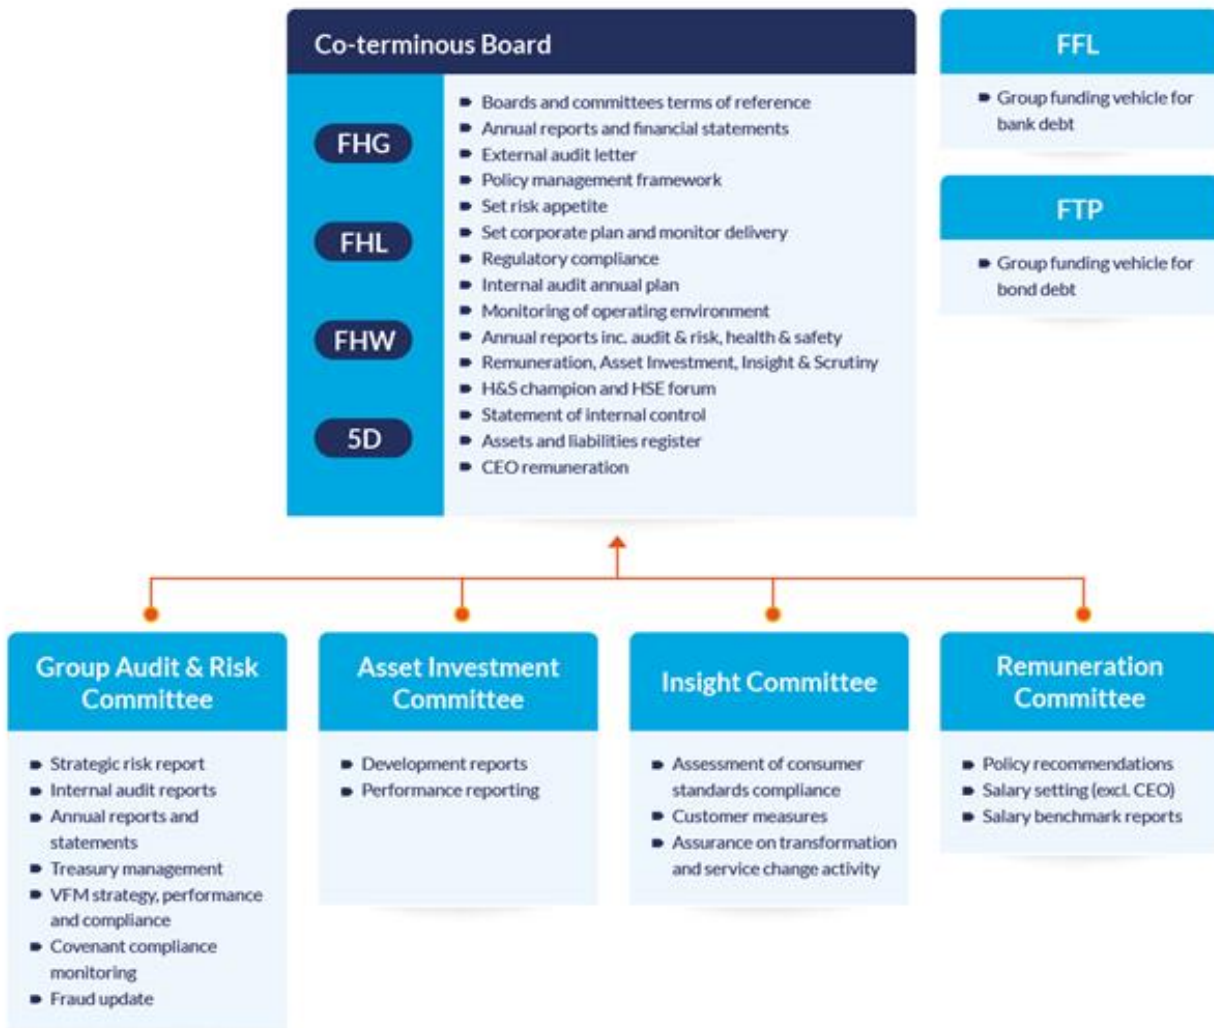 Co-terminous Board
FHG
FHL
FHW
5D
Boards and committees terms of reference
Annual reports and financial statements
External audit letter
Policy management framework
Set risk appetite
Set corporate plan and monitor delivery
Regulatory compliance
Internal audit annual plan
Monitoring of operating environment
Annual reports inc. audit & risk, health & safety
Remuneration, Asset Investment, Insight & Scrutiny
H&S champion and HSE forum
Statement of internal control
Assets and liabilities register
CEO remuneration
FFL
Group funding vehicle for
bank debt
FTP
Group funding vehicle for
bond debt
Group Audit & Risk
Committee
Strategic risk report
Internal audit reports
Annual reports and
statements
Treasury management
VFM strategy, performance
and compliance
Covenant compliance
monitoring
Fraud update
Asset Investment
Committee
Development reports
Performance reporting
Insight Committee
Assessment of consumer
standards compliance
Customer measures
Assurance on transformation
and service change activity
Remuneration
Committee
Policy recommendations
Salary setting (excl. CEO)
Salary benchmark reports